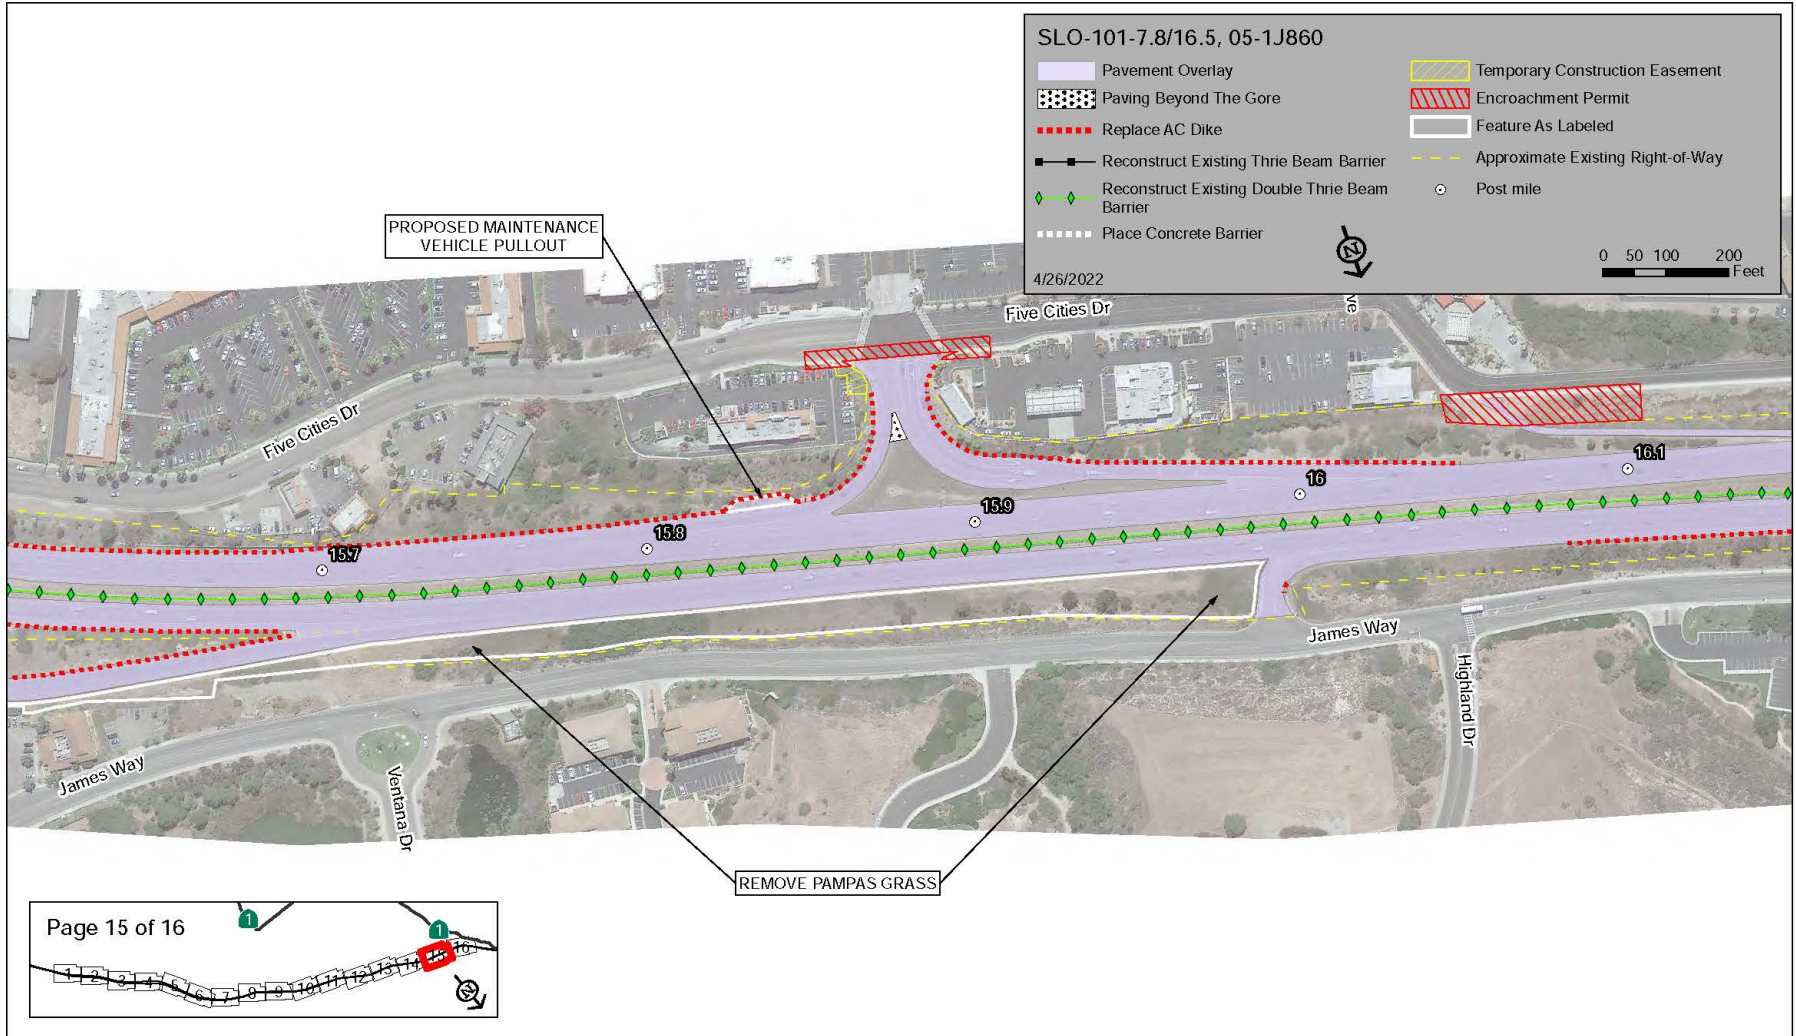 SLO-101-7.8/16.5, 05-1J860
Pavement Overlay
Paving Beyond The Gore
Replace AC Dike
Reconstruct Existing Thrie Beam Barrier
Reconstruct Existing Double Thrie Beam
Barrier
Place Concrete Barrier
4/26/2022
Temporary Construction Easement
Encroachment Permit
Feature As Labeled
Approximate Existing Right-of-Way
Post mile
N
0 50 100 200
Feet
PROPOSED MAINTENANCE
VEHICLE PULLOUT
Five Cities Dr
ve
Five Cities Dr
16.1
16
15.9
15.8
15.7
James Way
Highland Dr
James Way
Ventana Dr
REMOVE PAMPAS GRASS
Page 15 of 16
1
1
1 2 3 4 5 6 7 8 9 10 11 12 13 14 15 16
N